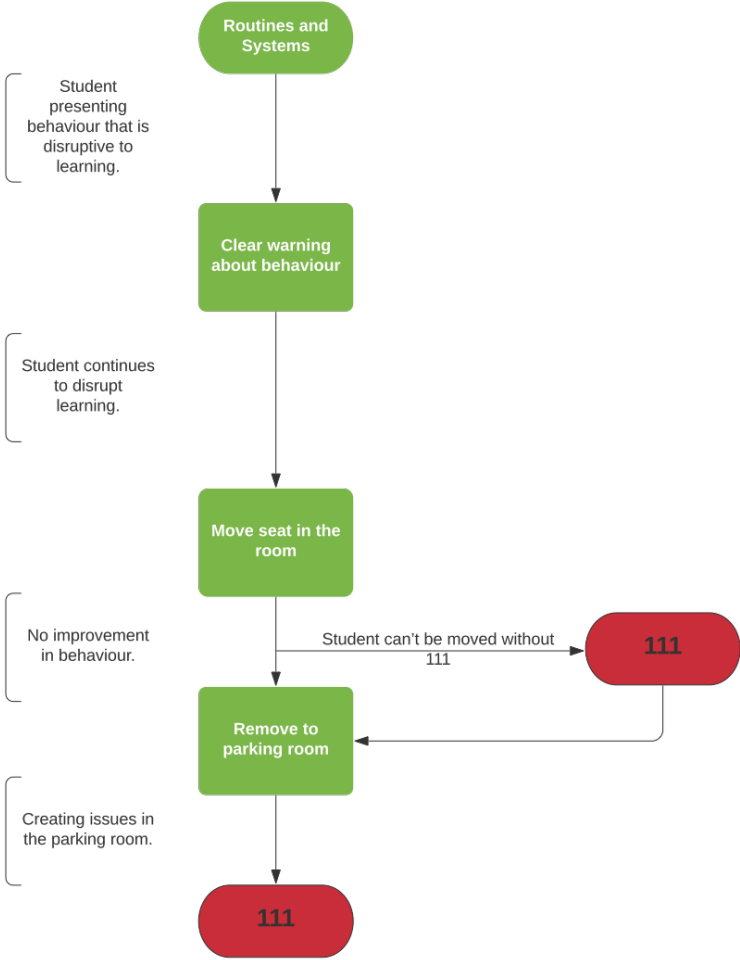 Routines and
Systems
Student
presenting
behaviour that is
disruptive to
learning.
Clear warning
about behaviour
Student continues
to disrupt
learning.
Move seat in the
room
No improvement
in behaviour.
Student can't be moved without
111
111
Remove to
parking room
Creating issues in
the parking room.
111